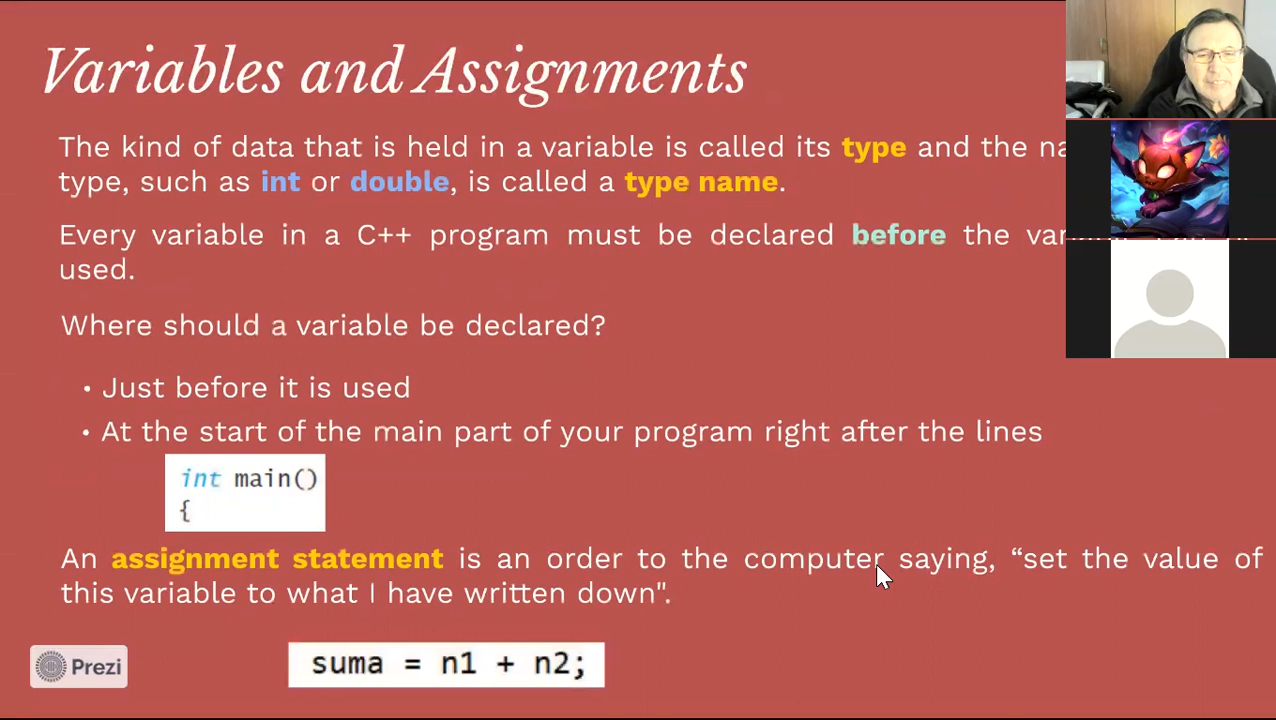 Variables and Assignments
The kind of data that is held in a variable is called its type and the
type, such as int or double, is called a type name.
Every variable in a C++ program must be declared before the
used.
Where should a variable be declared?
• Just before it is used
• At the start of the main part of your program right after the lines
int main()
{
An assignment statement is an order to the computer saying, “set the value of
this variable to what I have written down".
Prezi
suma = n1 + n2;